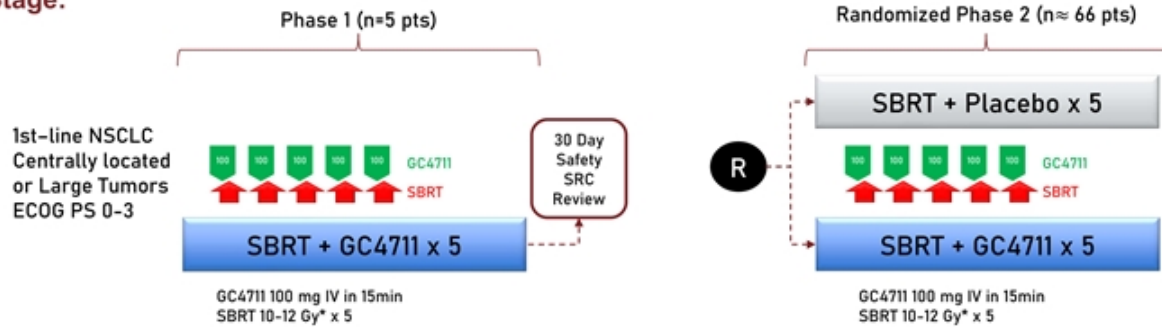 stage:
Phase 1 (n=5 pts)
Randomized Phase 2 (n≈ 66 pts)
1st-line NSCLC
Centrally located
or Large Tumors
ECOG PS 0-3
100 100 100 100 100
GC4711
SBRT
SBRT + GC4711 x 5
GC4711 100 mg IV in 15min
SBRT 10-12 Gy* x 5
30 Day
Safety
SRC
Review
R
SBRT + Placebo x 5
100 100 100 100 100
GC4711
SBRT
SBRT + GC4711 x 5
GC4711 100 mg IV in 15min
SBRT 10-12 Gy* x 5